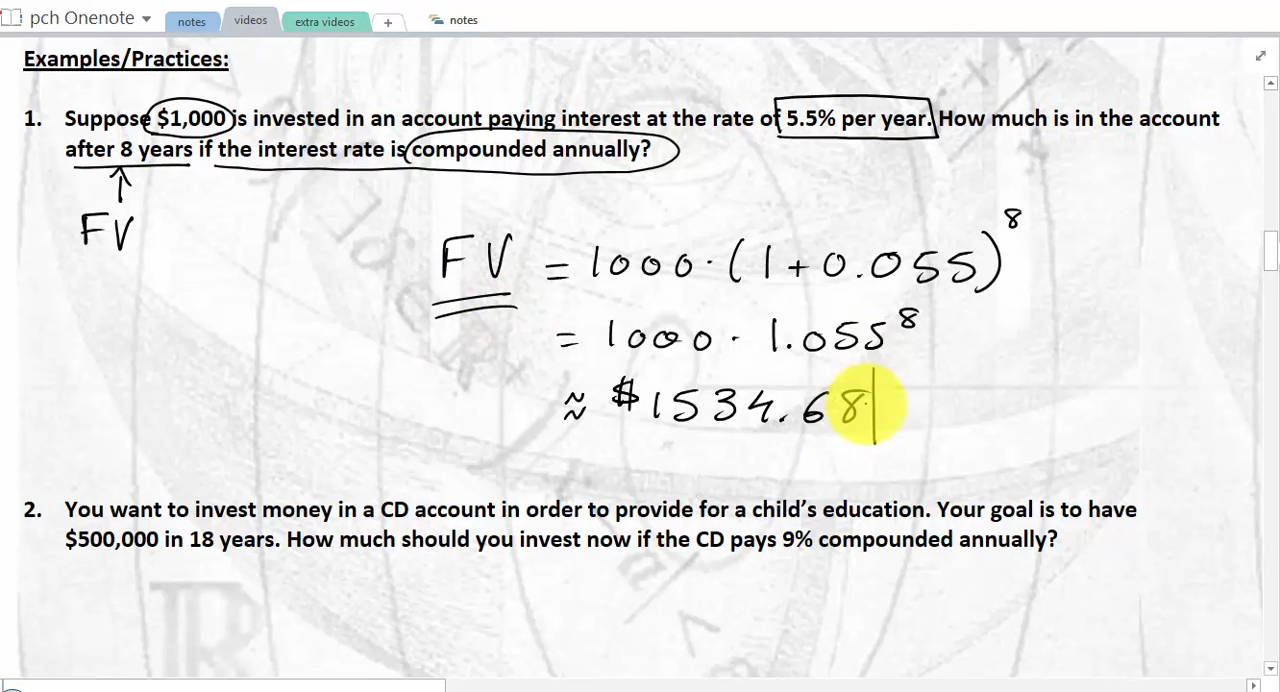 pch Onenote
notes
videos
extra videos
+
notes
Examples/Practices:
1. Suppose $1,000 is invested in an account paying interest at the rate of 5.5% per year. How much is in the account
after 8 years if the interest rate is compounded annually?
FV
FV = 1000 · (1 + 0.055)^8
= 1000 · 1.055^8
≈ $1534.68
2. You want to invest money in a CD account in order to provide for a child's education. Your goal is to have
$500,000 in 18 years. How much should you invest now if the CD pays 9% compounded annually?